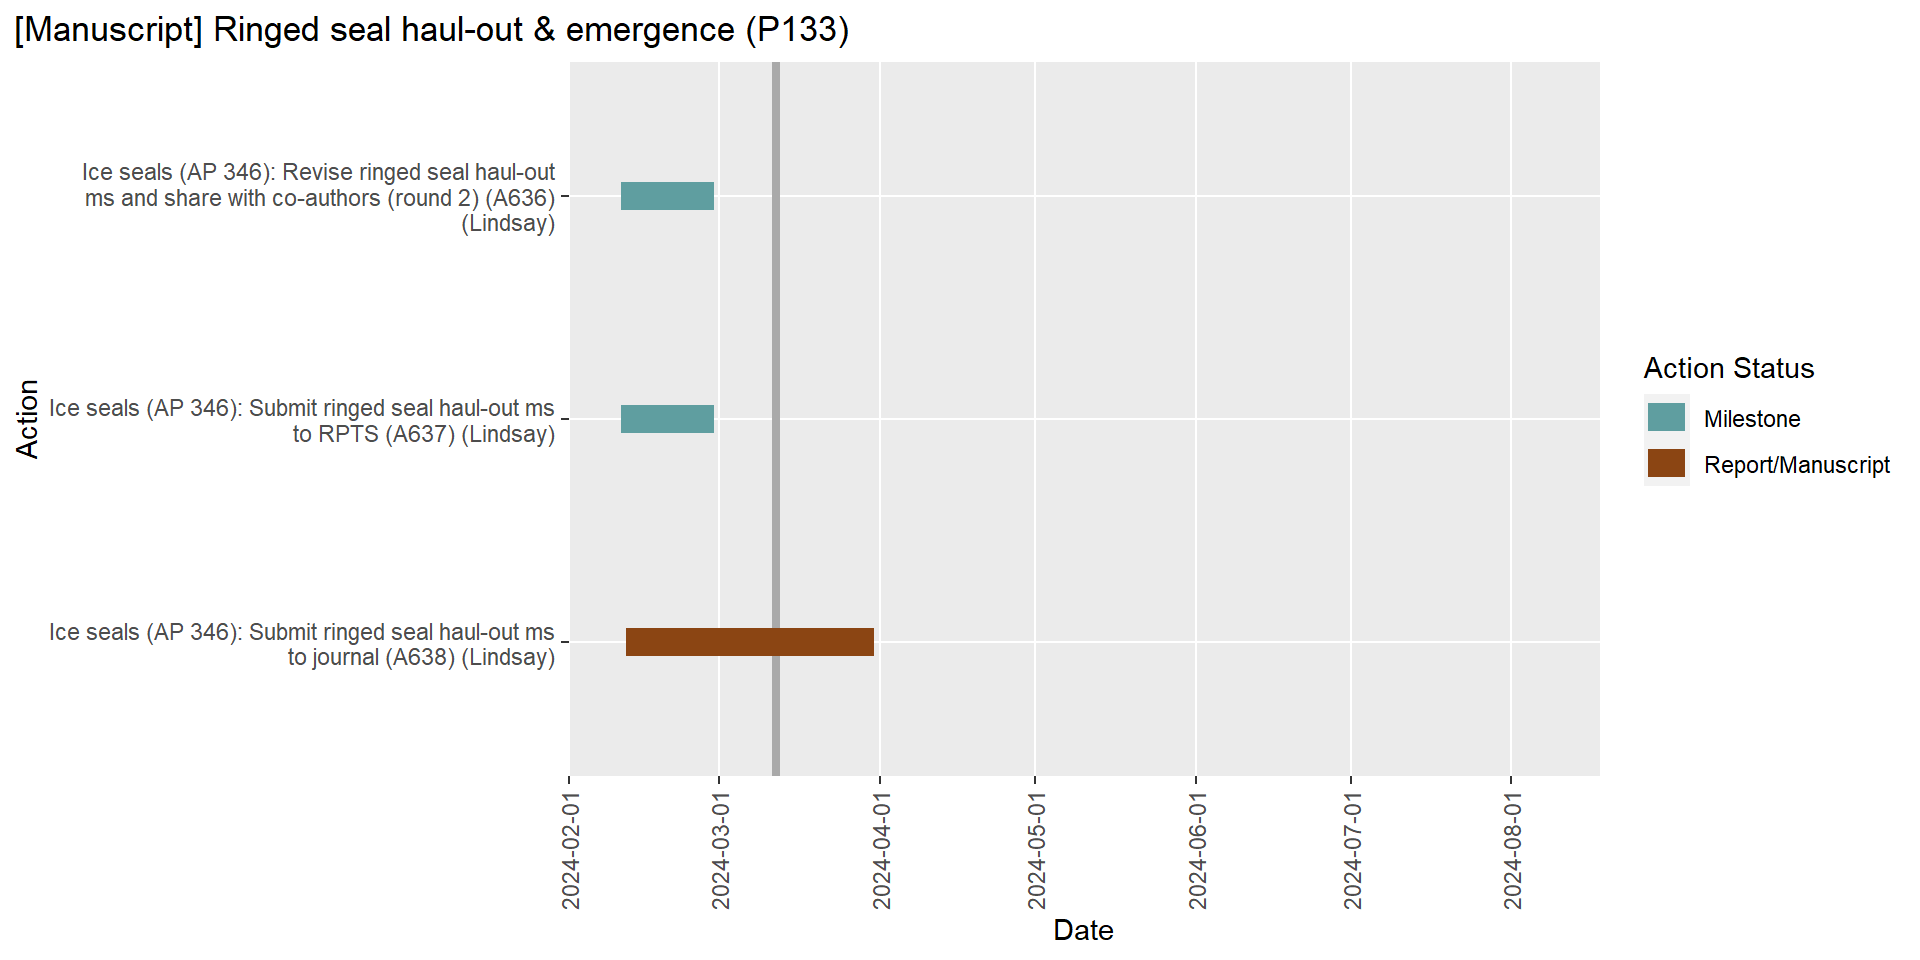 [Manuscript] Ringed seal haul-out & emergence (P133)
Ice seals (AP 346): Revise ringed seal haul-out
ms and share with co-authors (round 2) (A636)
(Lindsay)
Ice seals (AP 346): Submit ringed seal haul-out ms
to RPTS (A637) (Lindsay)
Ice seals (AP 346): Submit ringed seal haul-out ms
to journal (A638) (Lindsay)
Action
2024-02-01
2024-03-01
2024-04-01
2024-05-01
2024-06-01
2024-07-01
2024-08-01
Date
Action Status
Milestone
Report/Manuscript